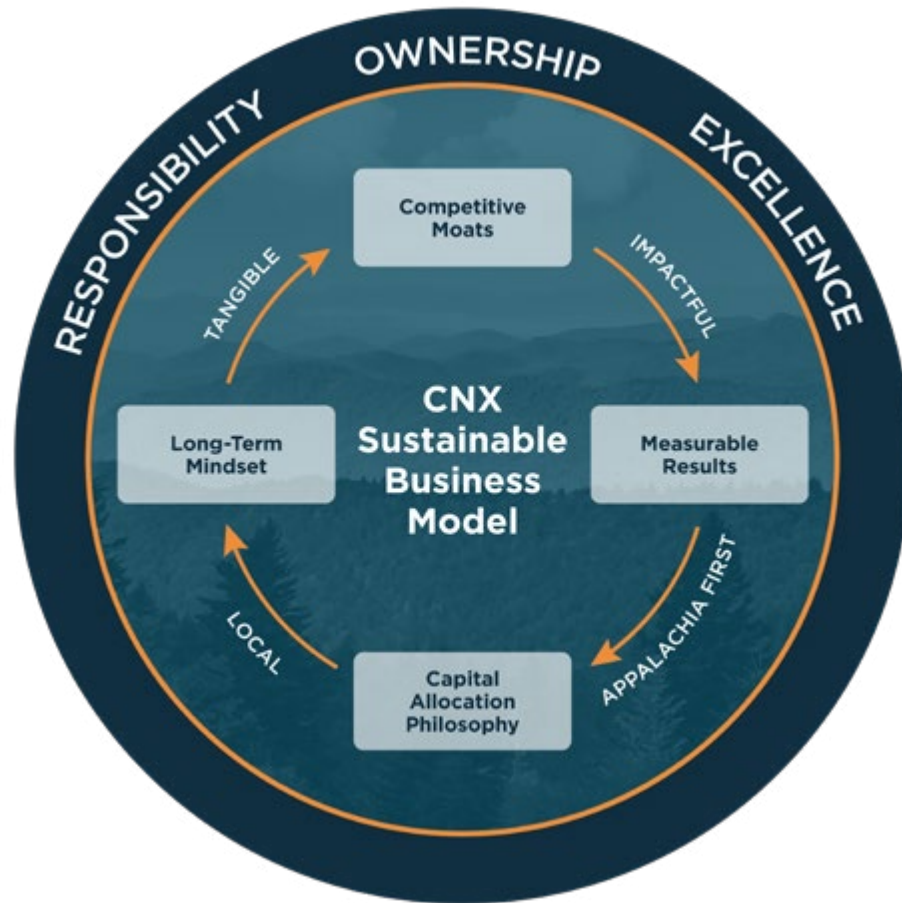 RESPONSIBILITY
OWNERSHIP
EXCELLENCE
Competitive
Moats
TANGIBLE
IMPACTFUL
Long-Term
Mindset
CNX
Sustainable
Business
Model
Measurable
Results
LOCAL
APPALACHIA FIRST
Capital
Allocation
Philosophy